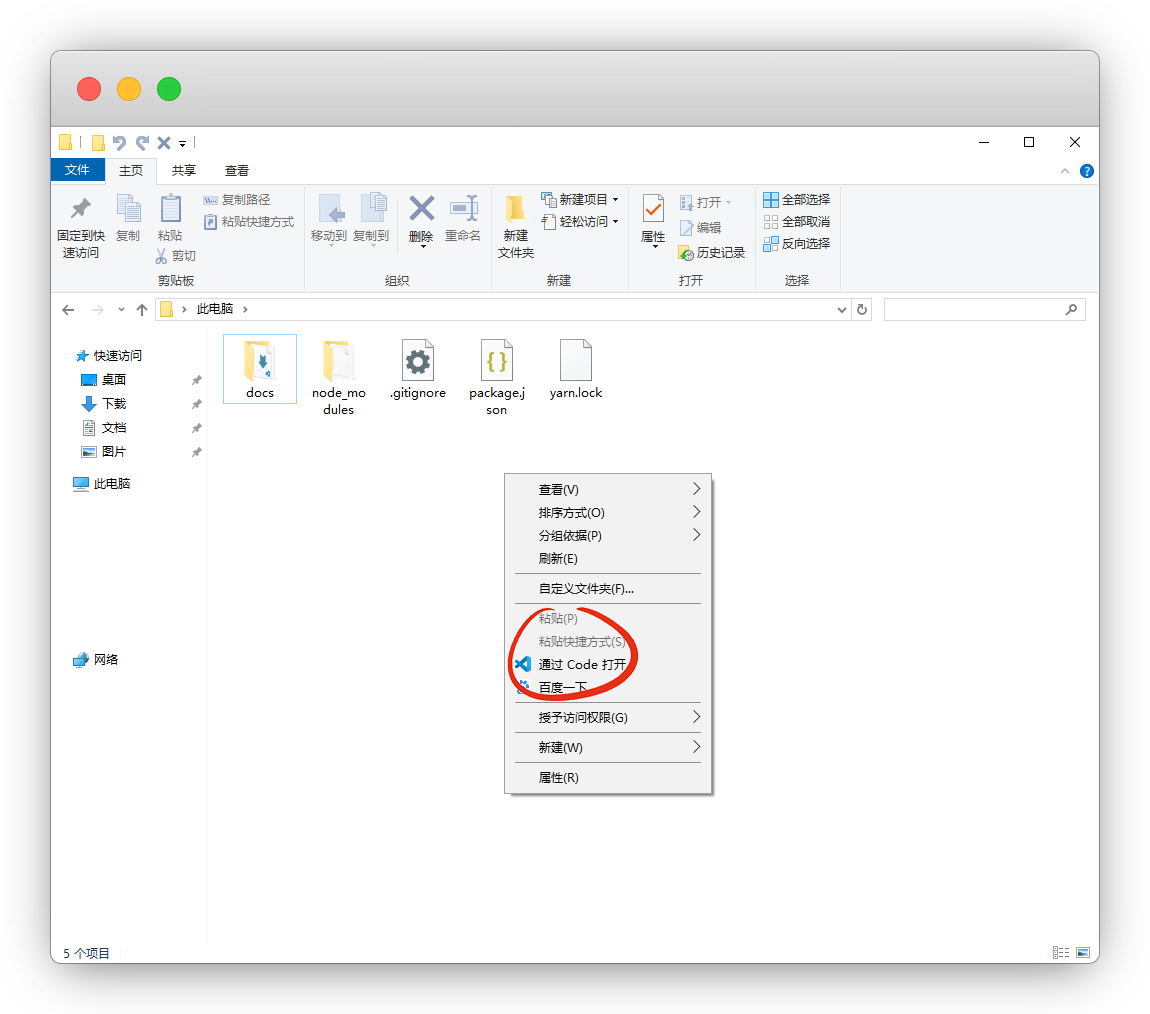 文件
主页
共享
查看
固定到快
速访问
复制
粘贴
复制路径
粘贴快捷方式
剪切
剪贴板
移动到
复制到
删除
重命名
组织
新建
文件夹
新建项目
轻松访问
新建
属性
打开
编辑
历史记录
打开
全部选择
全部取消
反向选择
选择
此电脑
快速访问
桌面
下载
文档
图片
此电脑
网络
docs
node_mo
dules
.gitignore
package.j
son
yarn.lock
查看(V)
排序方式(O)
分组依据(P)
刷新(E)
自定义文件夹(F)...
粘贴(P)
粘贴快捷方式(S)
通过 Code 打开
百度一下
授予访问权限(G)
新建(W)
属性(R)
5 个项目